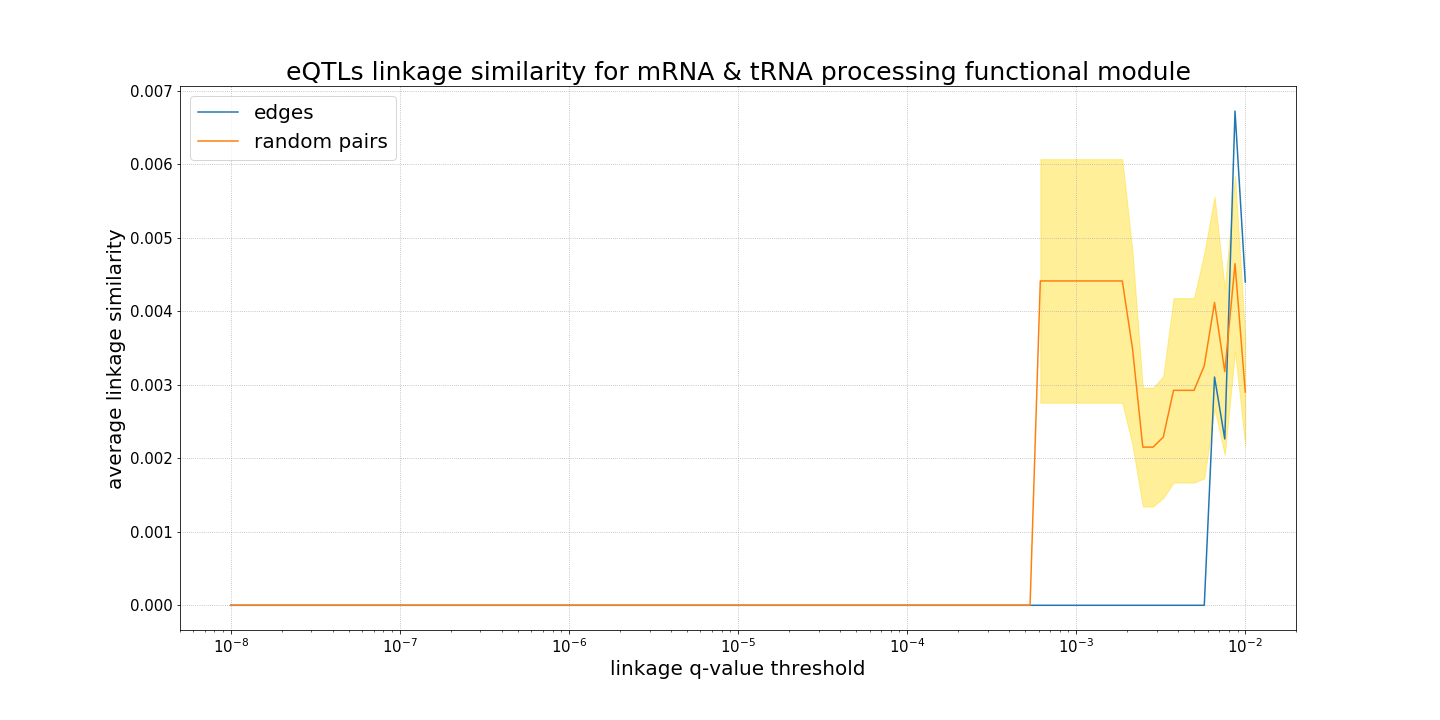 eQTLs linkage similarity for mRNA & tRNA processing functional module
edges
random pairs
average linkage similarity
0.007
0.006
0.005
0.004
0.003
0.002
0.001
0.000
10⁻⁸ 10⁻⁷ 10⁻⁶ 10⁻⁵ 10⁻⁴ 10⁻³ 10⁻²
linkage q-value threshold